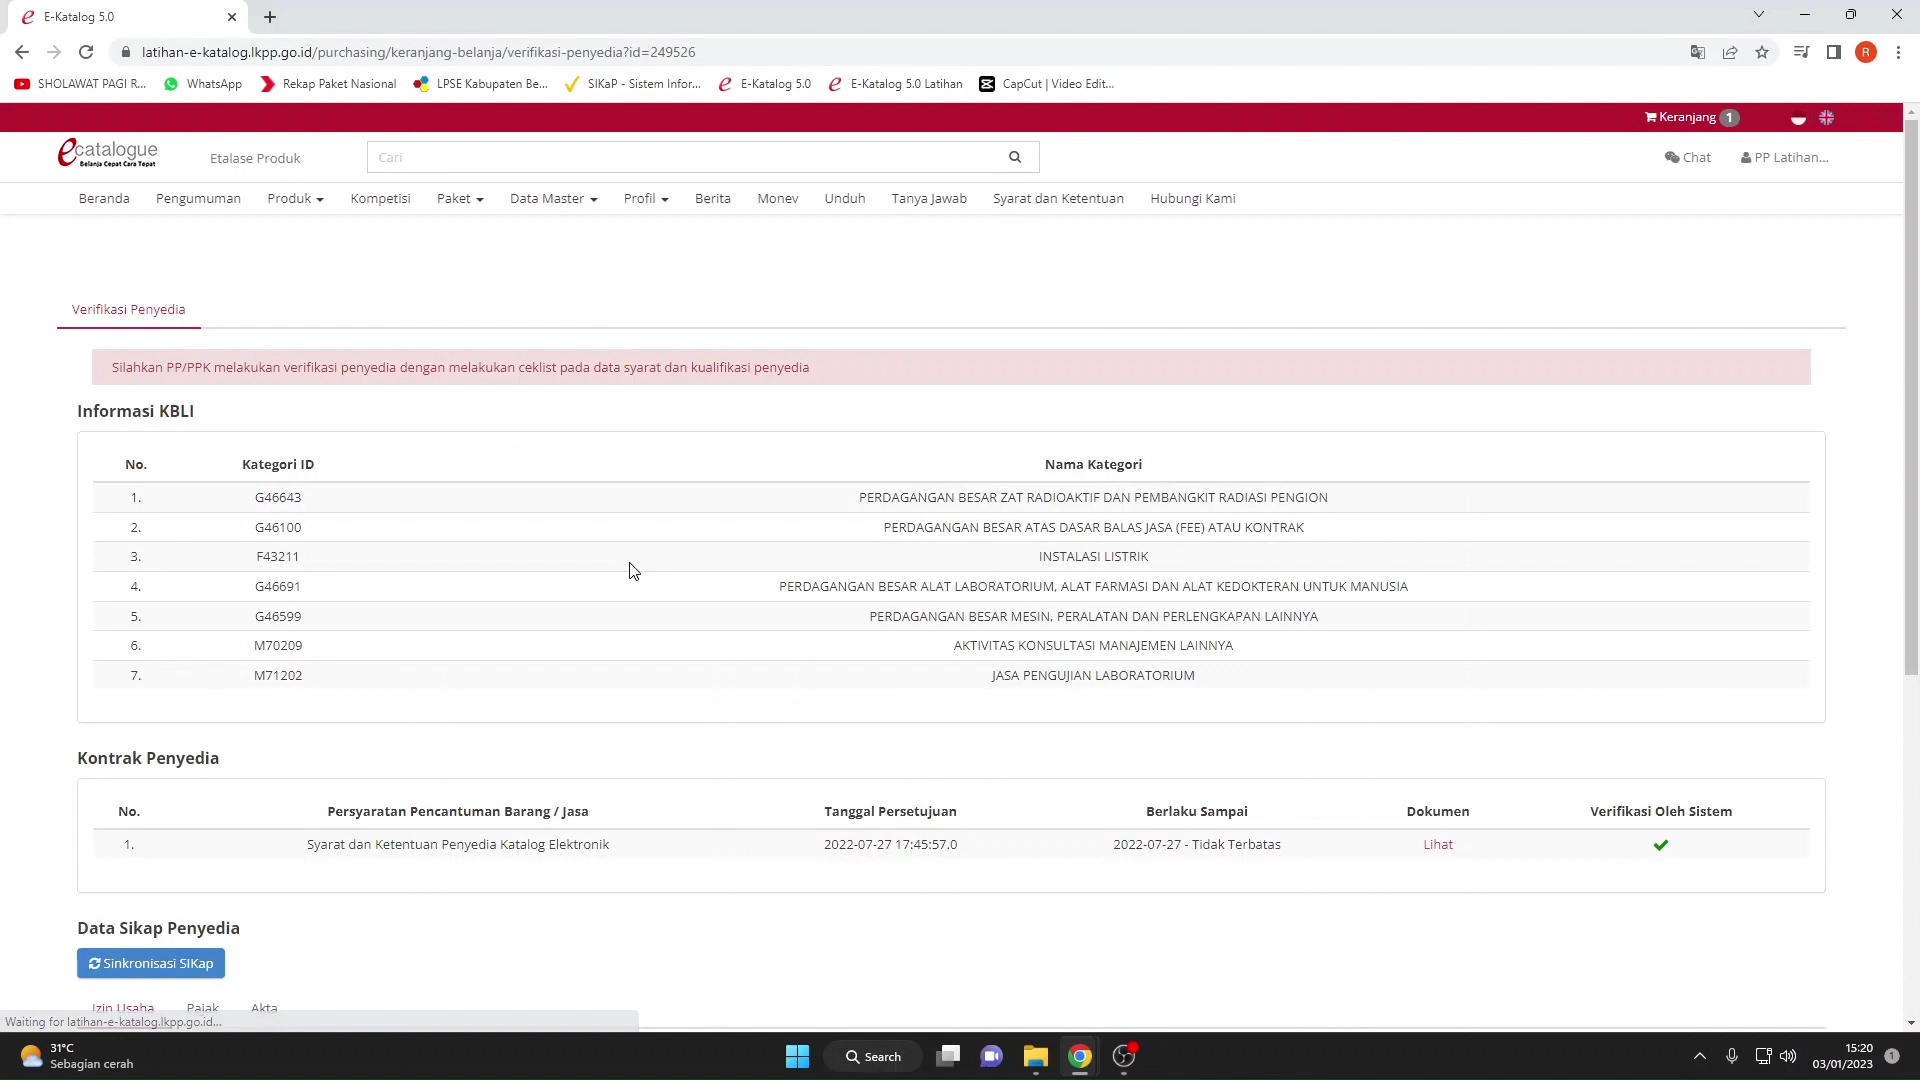 E-Katalog 5.0
latihan-e-katalog.lkpp.go.id/purchasing/keranjang-belanja/verifikasi-penyedia?id=249526
R
SHOLAWAT PAGI R... WhatsApp Rekap Paket Nasional LPSE Kabupaten Be... SIKaP - Sistem Infor... E-Katalog 5.0 E-Katalog 5.0 Latihan CapCut | Video Edit...
Keranjang 1
ecatalogue
Belanja Cepat Cara Tepat
Etalase Produk Cari Chat PP Latihan...
Beranda Pengumuman Produk Kompetisi Paket Data Master Profil Berita Monev Unduh Tanya Jawab Syarat dan Ketentuan Hubungi Kami
Verifikasi Penyedia
Silahkan PP/PPK melakukan verifikasi penyedia dengan melakukan ceklist pada data syarat dan kualifikasi penyedia
Informasi KBLI
No. Kategori ID Nama Kategori
1. G46643 PERDAGANGAN BESAR ZAT RADIOAKTIF DAN PEMBANGKIT RADIASI PENGION
2. G46100 PERDAGANGAN BESAR ATAS DASAR BALAS JASA (FEE) ATAU KONTRAK
3. F43211 INSTALASI LISTRIK
4. G46691 PERDAGANGAN BESAR ALAT LABORATORIUM, ALAT FARMASI DAN ALAT KEDOKTERAN UNTUK MANUSIA
5. G46599 PERDAGANGAN BESAR MESIN, PERALATAN DAN PERLENGKAPAN LAINNYA
6. M70209 AKTIVITAS KONSULTASI MANAJEMEN LAINNYA
7. M71202 JASA PENGUJIAN LABORATORIUM
Kontrak Penyedia
No. Persyaratan Pencantuman Barang / Jasa Tanggal Persetujuan Berlaku Sampai Dokumen Verifikasi Oleh Sistem
1. Syarat dan Ketentuan Penyedia Katalog Elektronik 2022-07-27 17:45:57.0 2022-07-27 - Tidak Terbatas Lihat
Data Sikap Penyedia
Sinkronisasi SIKap
Izin Usaha Pajak Akta
Waiting for latihan-e-katalog.lkpp.go.id...
31°C
Sebagian cerah
Search
15:20
03/01/2023
1